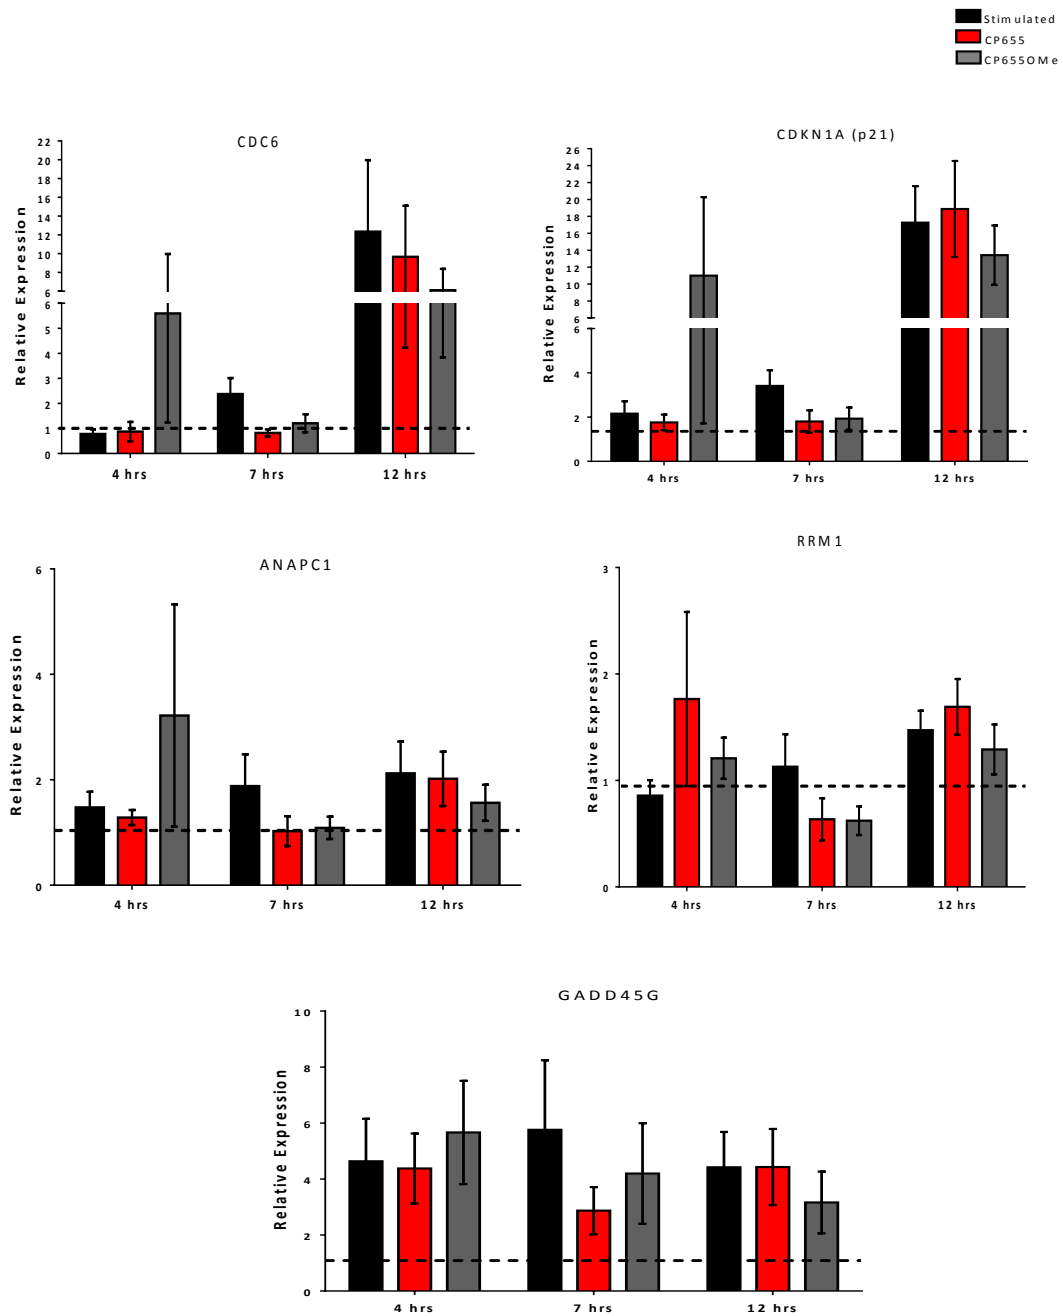 Stimulated
CP655
CP655OMe
CDC6
Relative Expression
22
20
18
16
14
12
10
8
6
6
5
4
3
2
1
0
4 hrs 7 hrs 12 hrs
CDKN1A (p21)
Relative Expression
26
24
22
20
18
16
14
12
10
8
6
6
4
2
0
4 hrs 7 hrs 12 hrs
ANAPC1
Relative Expression
6
4
2
0
4 hrs 7 hrs 12 hrs
RRM1
Relative Expression
3
2
1
0
4 hrs 7 hrs 12 hrs
GADD45G
Relative Expression
10
8
6
4
2
0
4 hrs 7 hrs 12 hrs